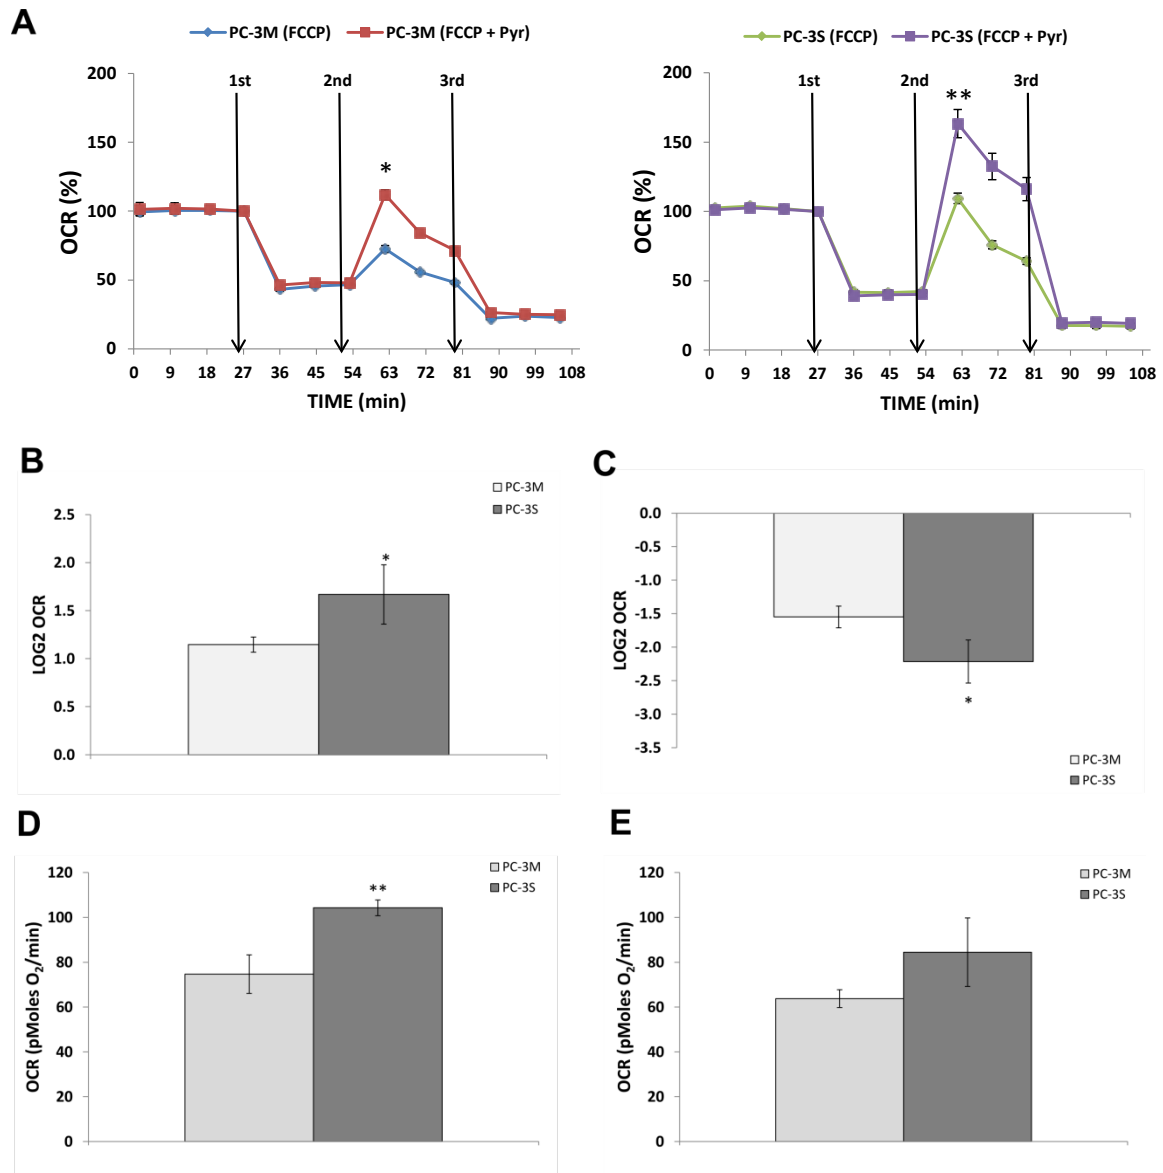 A
PC-3M (FCCP) PC-3M (FCCP + Pyr)
1st 2nd 3rd
*
OCR (%)
200
150
100
50
0
0 9 18 27 36 45 54 63 72 81 90 99 108
TIME (min)
PC-3S (FCCP) PC-3S (FCCP + Pyr)
1st 2nd 3rd
**
OCR (%)
200
150
100
50
0
0 9 18 27 36 45 54 63 72 81 90 99 108
TIME (min)
B
PC-3M
PC-3S
*
LOG2 OCR
2.5
2.0
1.5
1.0
0.5
0.0
C
LOG2 OCR
0.0
-0.5
-1.0
-1.5
-2.0
-2.5
-3.0
-3.5
*
PC-3M
PC-3S
D
PC-3M
PC-3S
**
OCR (pMoles O₂/min)
120
100
80
60
40
20
0
E
PC-3M
PC-3S
OCR (pMoles O₂/min)
120
100
80
60
40
20
0